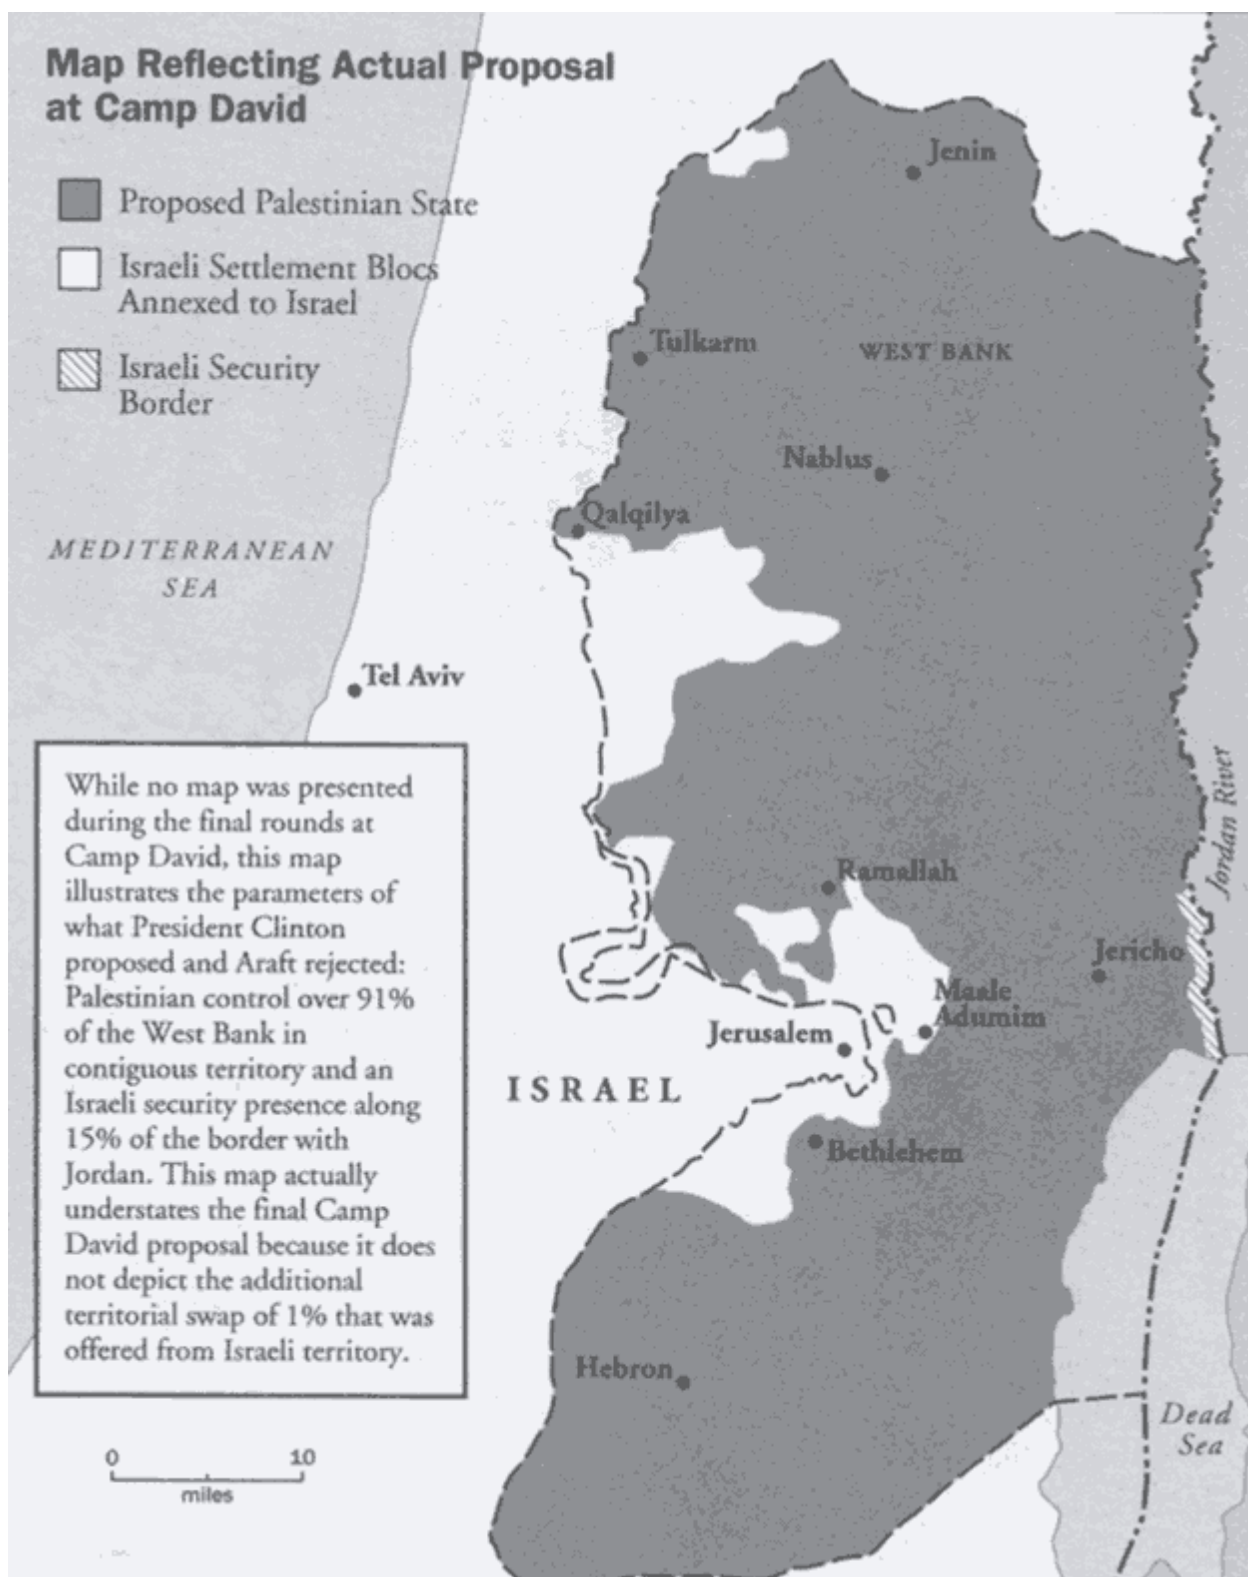 Map Reflecting Actual Proposal
at Camp David
Proposed Palestinian State
Israeli Settlement Blocs
Annexed to Israel
Israeli Security
Border
Jenin
Tulkarm
WEST BANK
Nablus
Qalqilya
MEDITERRANEAN
SEA
Tel Aviv
While no map was presented
during the final rounds at
Camp David, this map
illustrates the parameters of
what President Clinton
proposed and Araft rejected:
Palestinian control over 91%
of the West Bank in
contiguous territory and an
Israeli security presence along
15% of the border with
Jordan. This map actually
understates the final Camp
David proposal because it does
not depict the additional
territorial swap of 1% that was
offered from Israeli territory.
Jordan River
Ramallah
Jericho
Maale
Adumim
Jerusalem
ISRAEL
Bethlehem
Hebron
Dead
Sea
0 10
miles